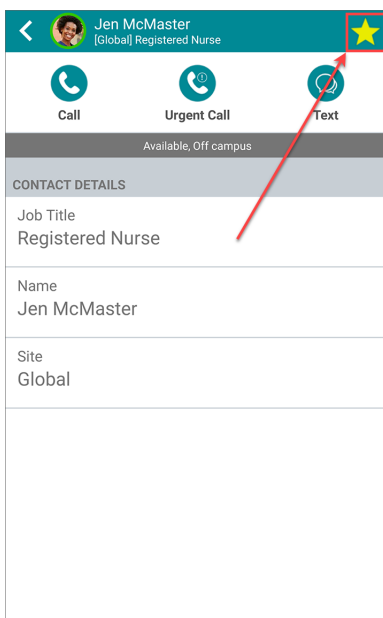 Jen McMaster
[Global] Registered Nurse
Call
Urgent Call
Text
Available, Off campus
CONTACT DETAILS
Job Title
Registered Nurse
Name
Jen McMaster
Site
Global